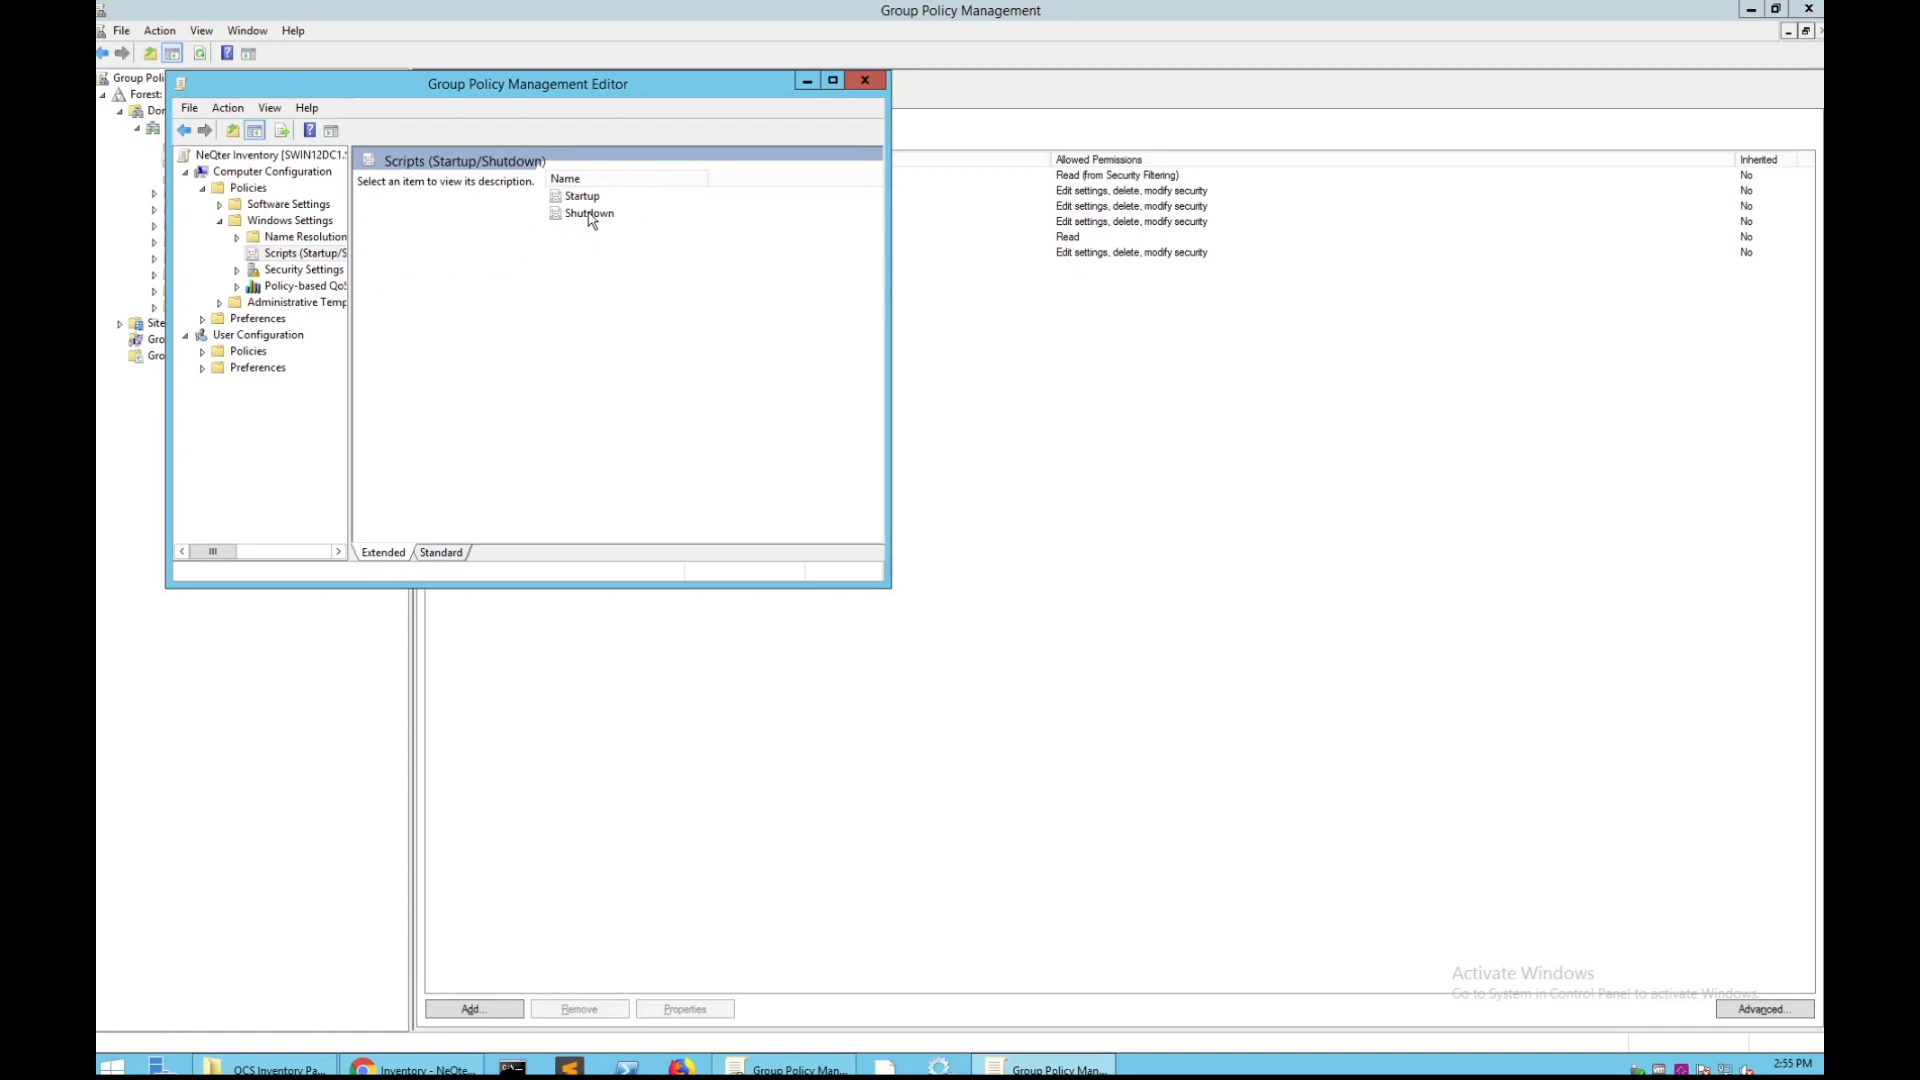 Group Policy Management
File Action View Window Help
Group Poli
Forest:
Dor
Site
Gro
Gro
Group Policy Management Editor
File Action View Help
NeQter Inventory [SWIN12DC1.
Computer Configuration
Policies
Software Settings
Windows Settings
Name Resolution
Scripts (Startup/S
Security Settings
Policy-based QoS
Administrative Temp
Preferences
User Configuration
Policies
Preferences
Scripts (Startup/Shutdown)
Select an item to view its description.
Name
Startup
Shutdown
Extended Standard
Allowed Permissions Inherited
Read (from Security Filtering) No
Edit settings, delete, modify security No
Edit settings, delete, modify security No
Edit settings, delete, modify security No
Read No
Edit settings, delete, modify security No
Activate Windows
Go to System in Control Panel to activate Windows.
Add... Remove Properties Advanced...
OCS Inventory Pa... Inventory - NeQte... Group Policy Man... Group Policy Man... 2:55 PM